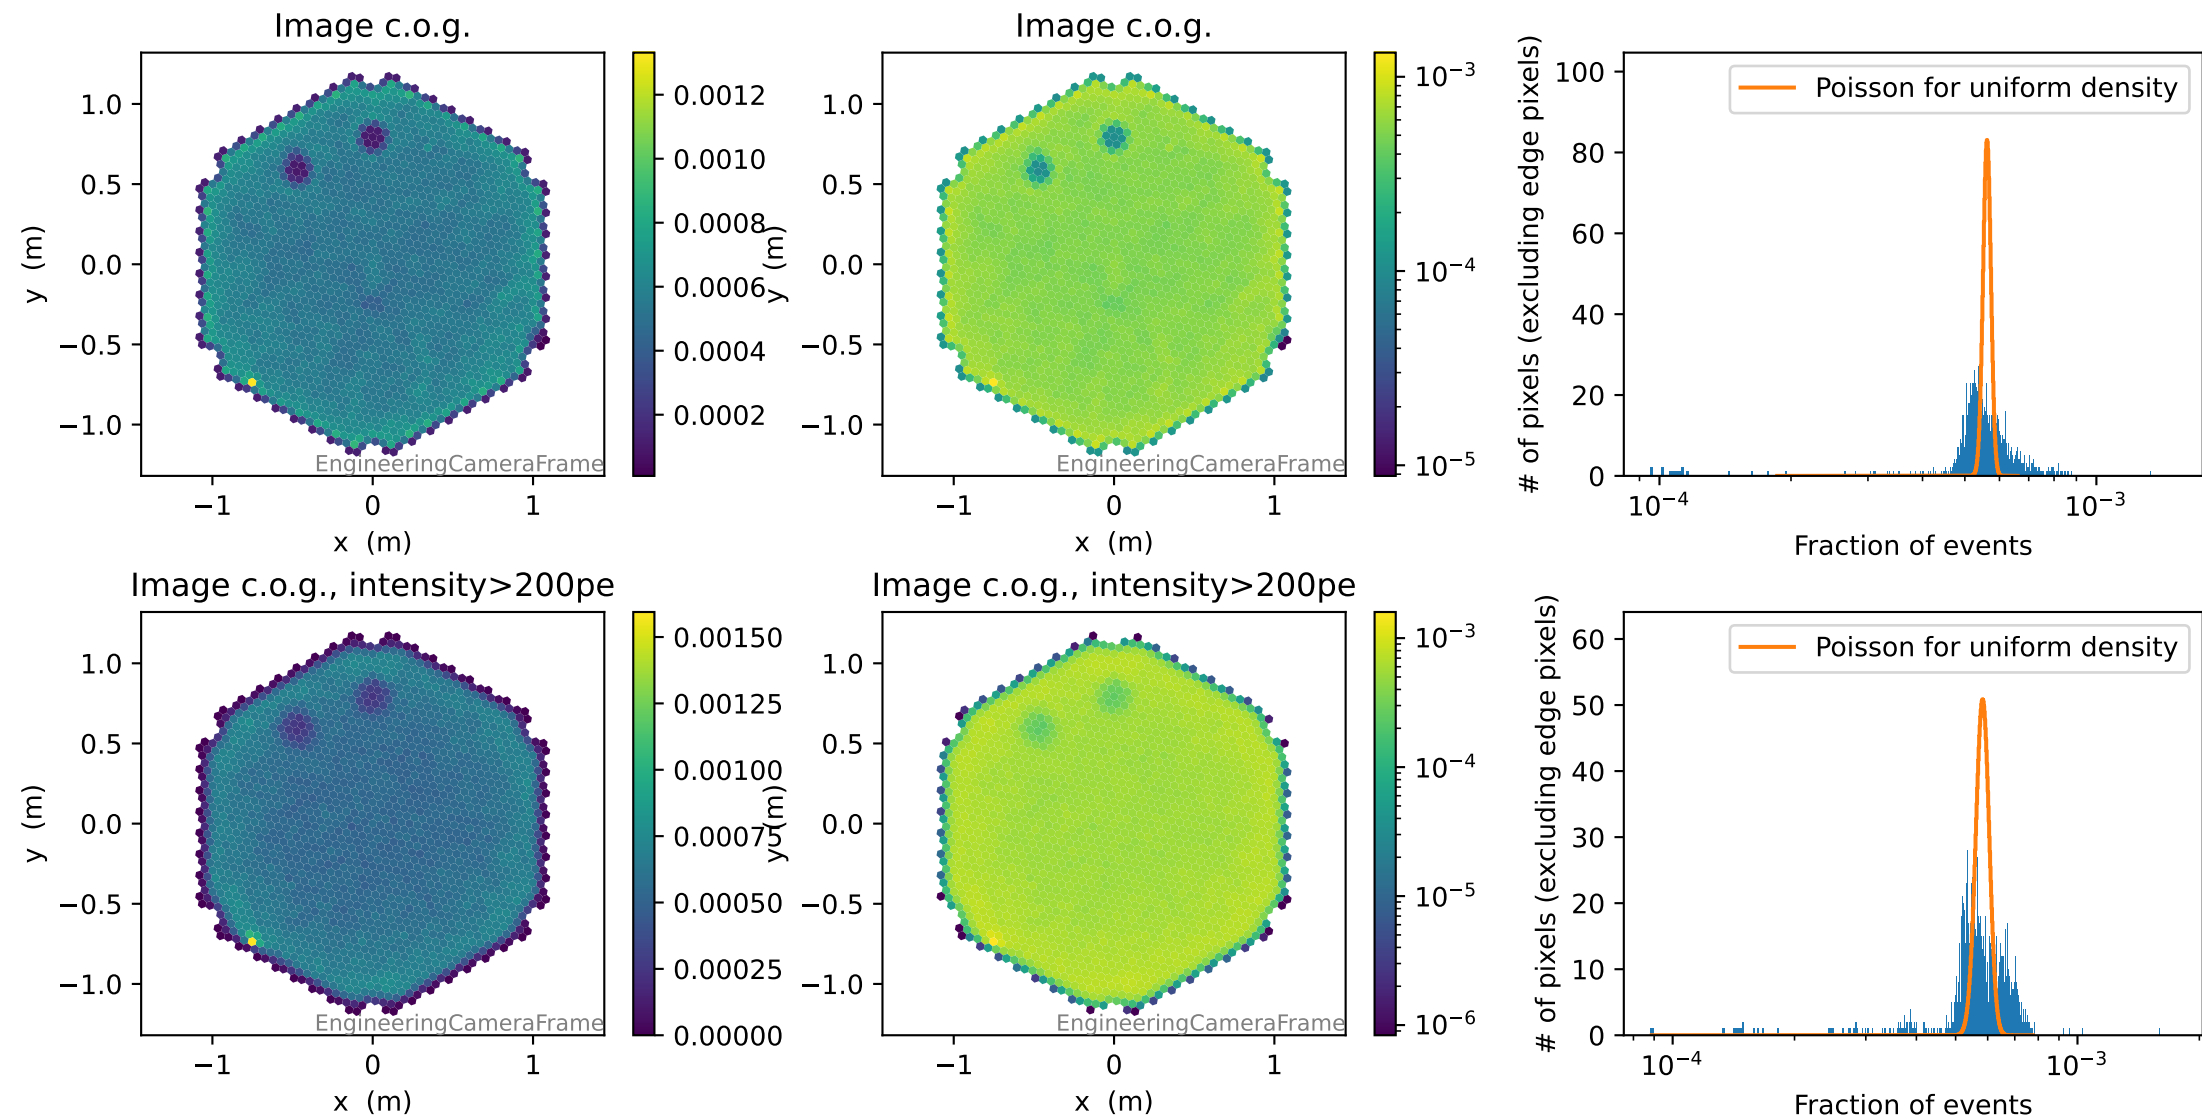 Image c.o.g.
1.0
0.5
0.0
−0.5
−1.0
y (m)
−1 0 1
x (m)
EngineeringCameraFrame
0.0012
0.0010
0.0008
0.0006
0.0004
0.0002
Image c.o.g.
1.0
0.5
0.0
−0.5
−1.0
y (m)
−1 0 1
x (m)
EngineeringCameraFrame
10−3
10−4
10−5
# of pixels (excluding edge pixels)
100
80
60
40
20
0
Poisson for uniform density
10−4 10−3
Fraction of events
Image c.o.g., intensity>200pe
1.0
0.5
0.0
−0.5
−1.0
y (m)
−1 0 1
x (m)
EngineeringCameraFrame
0.00150
0.00125
0.00100
0.00075
0.00050
0.00025
0.00000
Image c.o.g., intensity>200pe
1.0
0.5
0.0
−0.5
−1.0
y (m)
−1 0 1
x (m)
EngineeringCameraFrame
10−3
10−4
10−5
10−6
# of pixels (excluding edge pixels)
60
50
40
30
20
10
0
Poisson for uniform density
10−4 10−3
Fraction of events